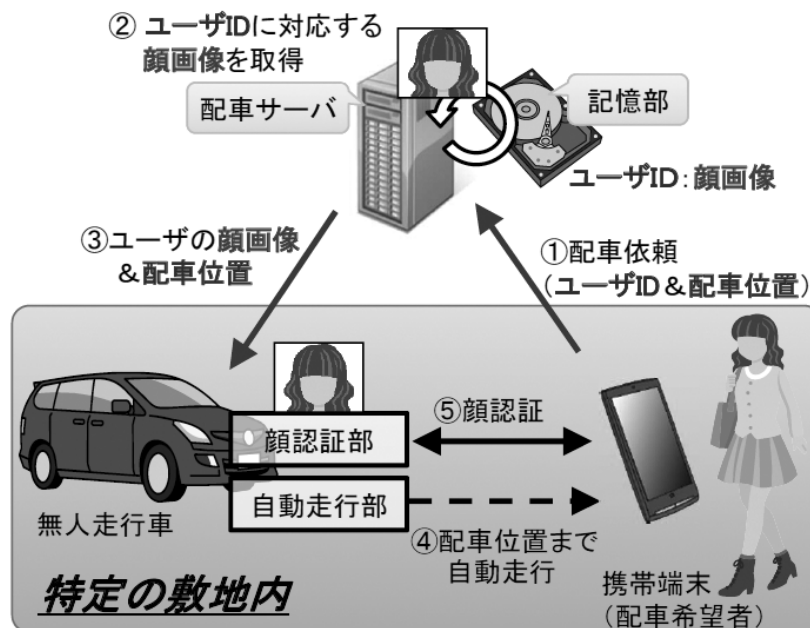 ② ユーザIDに対応する
顔画像を取得
配車サーバ
記憶部
ユーザID：顔画像
③ユーザの顔画像
＆配車位置
①配車依頼
（ユーザID＆配車位置）
顔認証部
⑤顔認証
自動走行部
無人走行車
④配車位置まで
自動走行
特定の敷地内
携帯端末
（配車希望者）